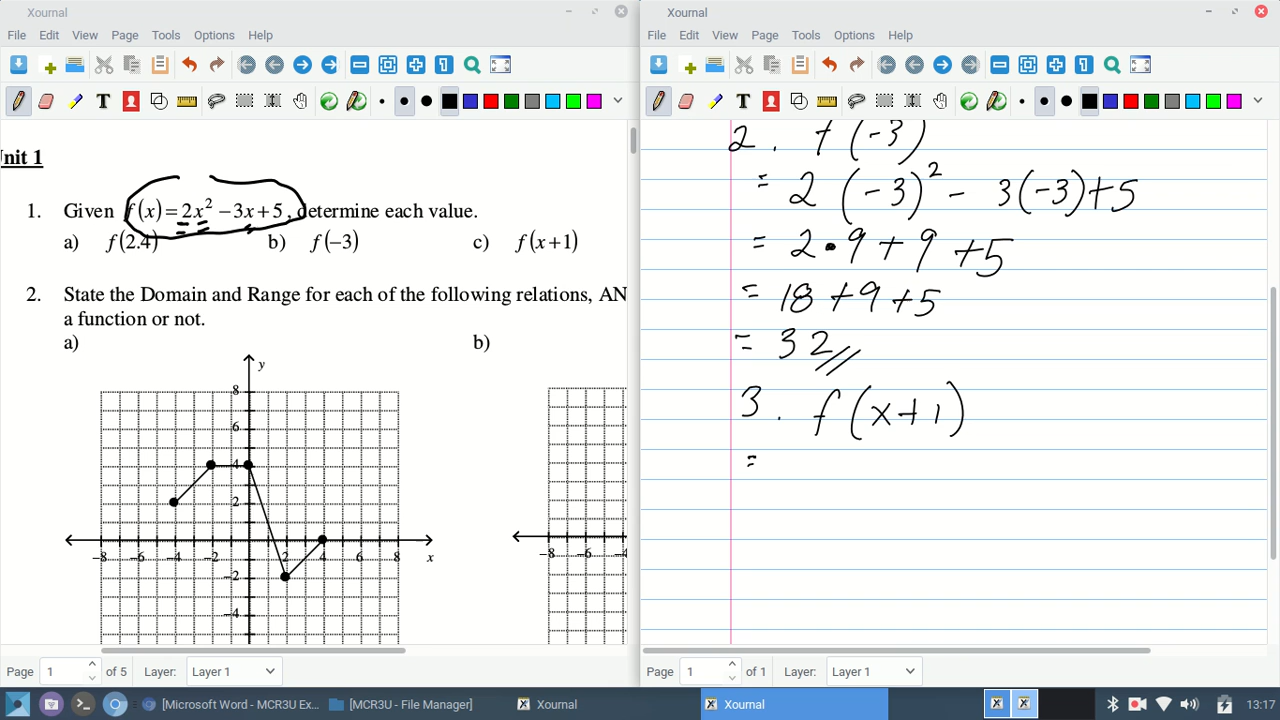 Xournal
File Edit View Page Tools Options Help
Unit 1
1. Given f(x) = 2x² − 3x + 5, determine each value.
a) f(2.4) b) f(−3) c) f(x+1)
2. State the Domain and Range for each of the following relations, AN
a function or not.
a) b)
y
8
6
4
2
−8 −6 −4 −2 2 4 6 8 x
−2
−4
−8 −6 −4
Page 1 of 5 Layer: Layer 1
Xournal
File Edit View Page Tools Options Help
2. f(-3)
= 2 (-3)² - 3(-3)+5
= 2•9+9+5
= 18+9+5
= 32//
3. f(x+1)
=
Page 1 of 1 Layer: Layer 1
[Microsoft Word - MCR3U Ex... [MCR3U - File Manager] Xournal Xournal 13:17